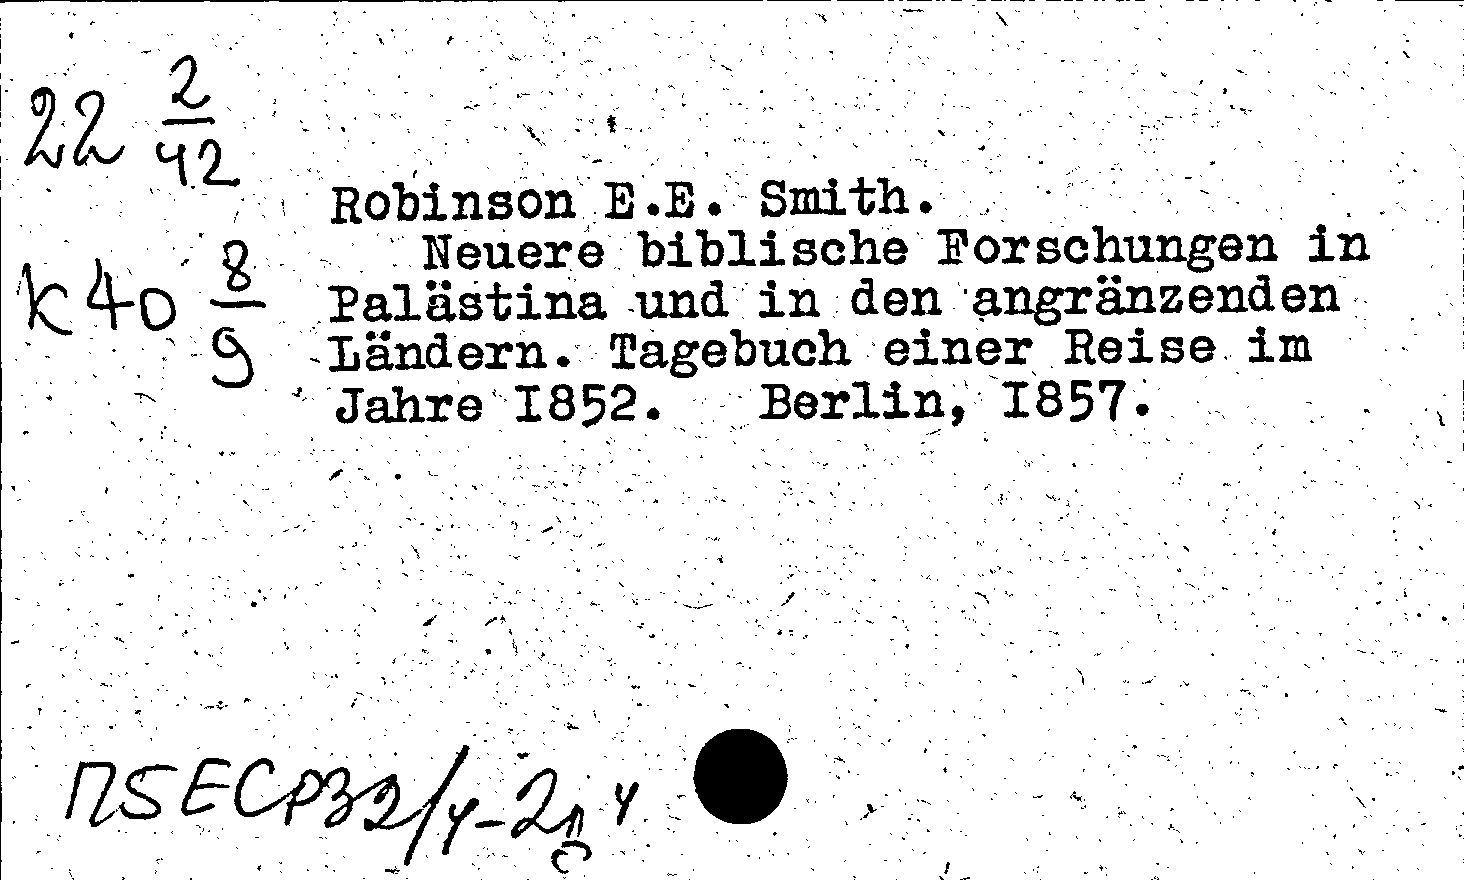 22 2/42
Robinson E.E. Smith.
Neuere biblische Forschungen in
K40 8/9
Palästina und in den angränzenden
Ländern. Tagebuch einer Reise im
Jahre I852. Berlin, I857.